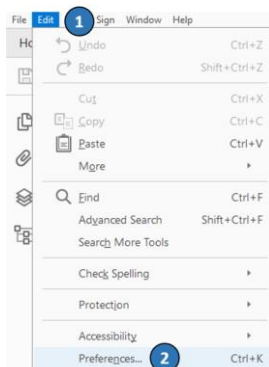 File Edit 1 Sign Window Help
Ho
Undo Ctrl+Z
Redo Shift+Ctrl+Z
Cut Ctrl+X
Copy Ctrl+C
Paste Ctrl+V
More
Find Ctrl+F
Advanced Search Shift+Ctrl+F
Search More Tools
Check Spelling
Protection
Accessibility
Preferences... 2 Ctrl+K